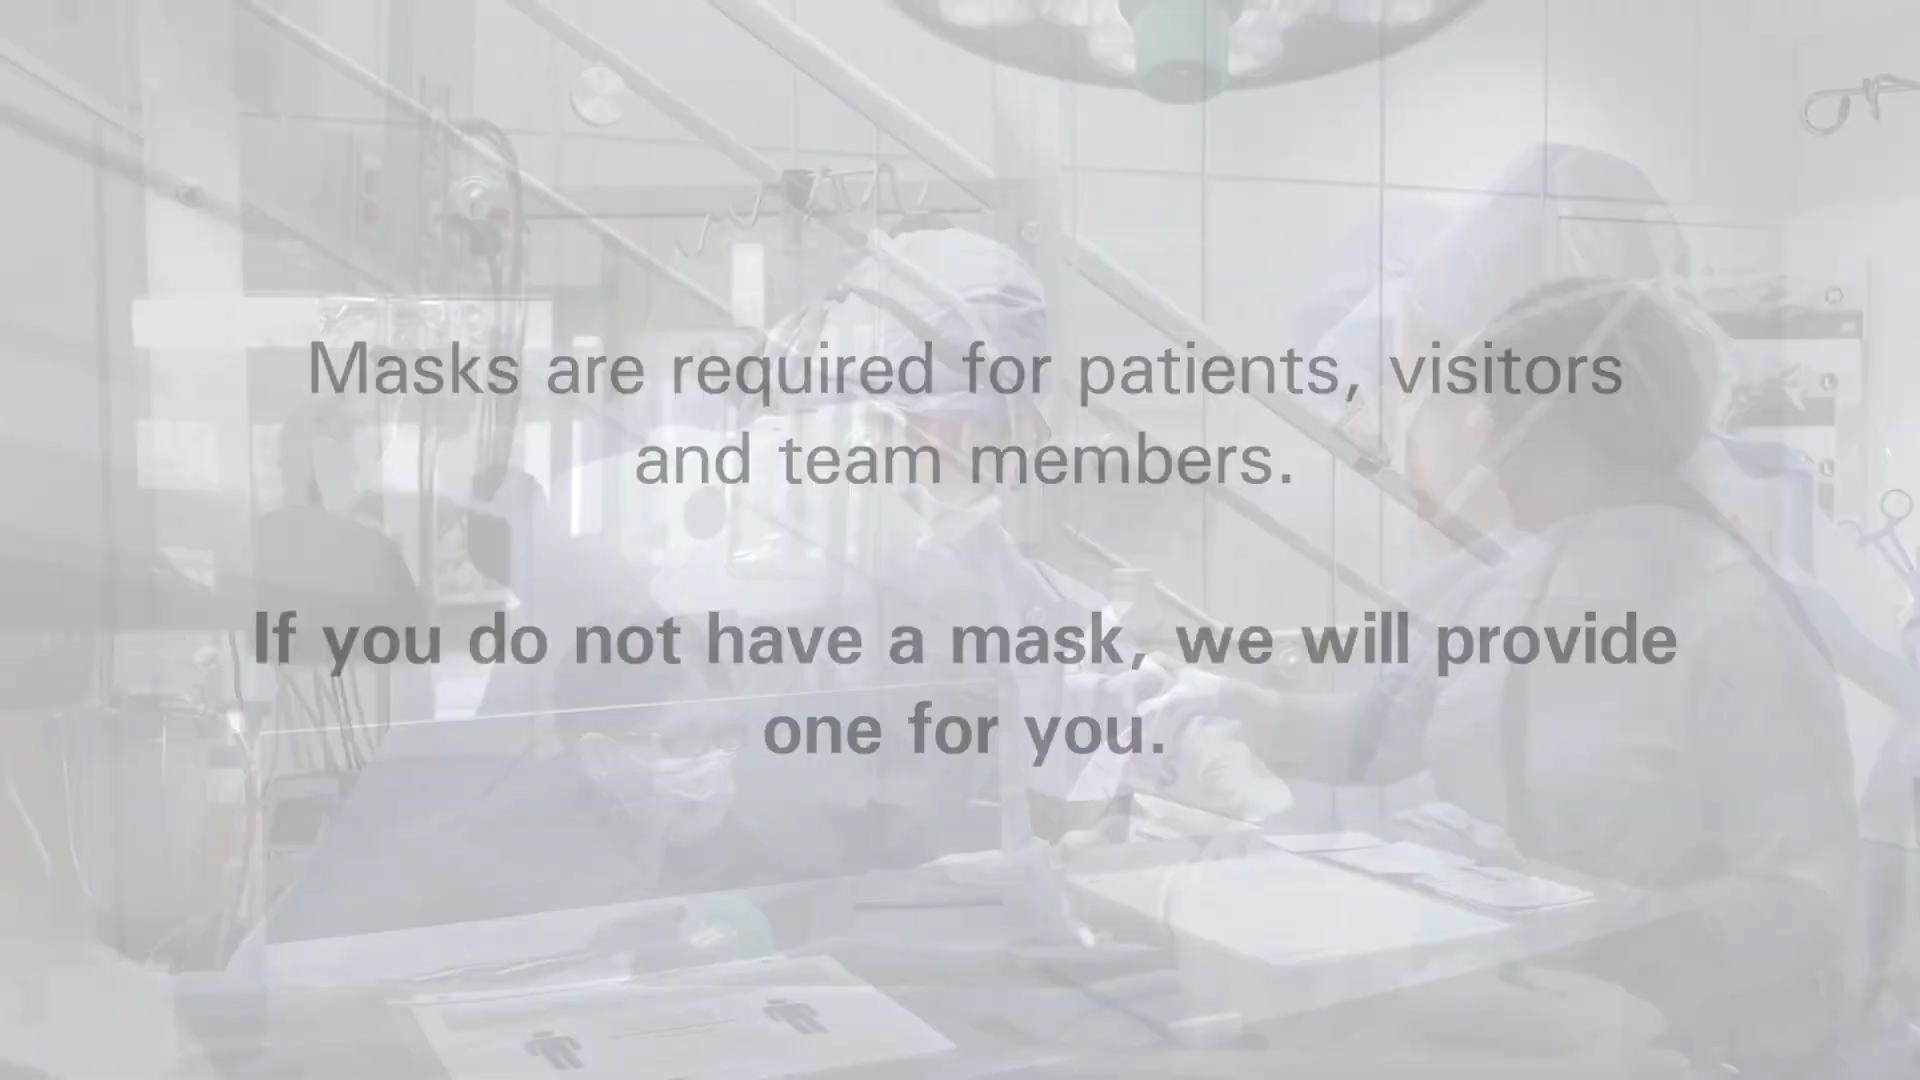 Masks are required for patients, visitors
and team members.
If you do not have a mask, we will provide
one for you.